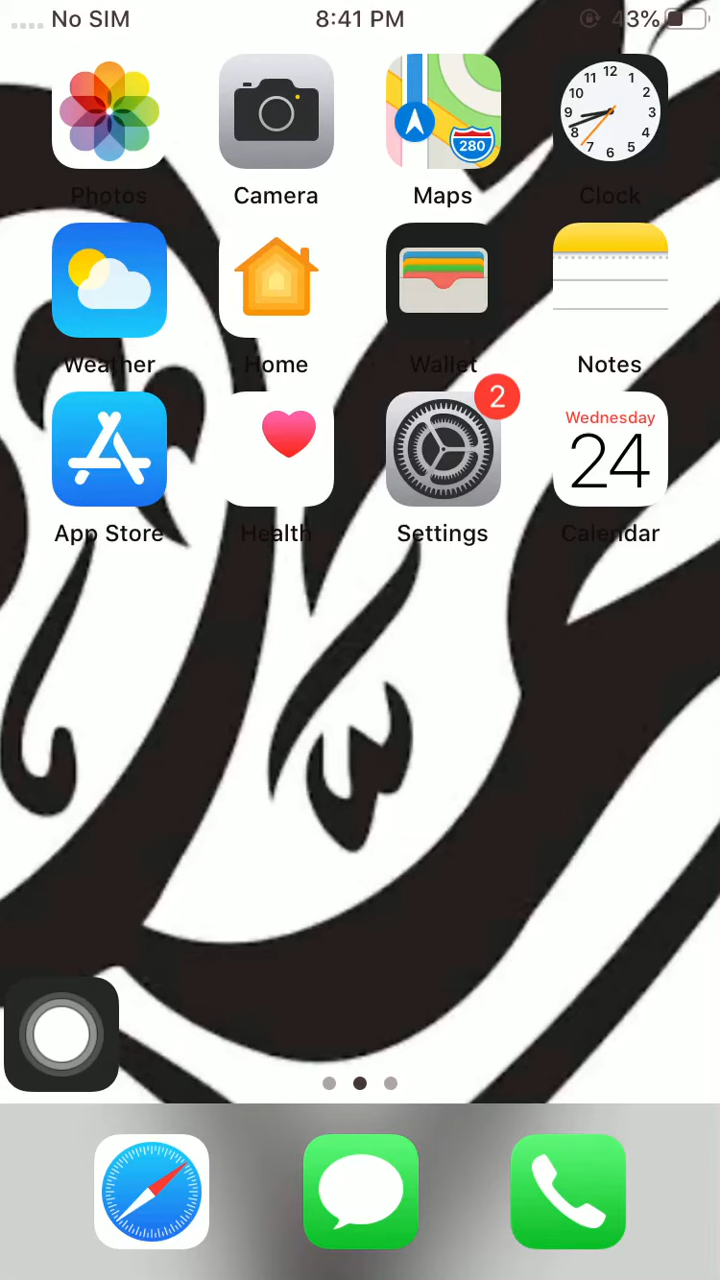 No SIM 8:41 PM 43%
280
12
11 1
10 2
9 3
8 4
7 5
6
Photos Camera Maps Clock
Weather Home Wallet Notes
2
Wednesday
24
App Store Health Settings Calendar